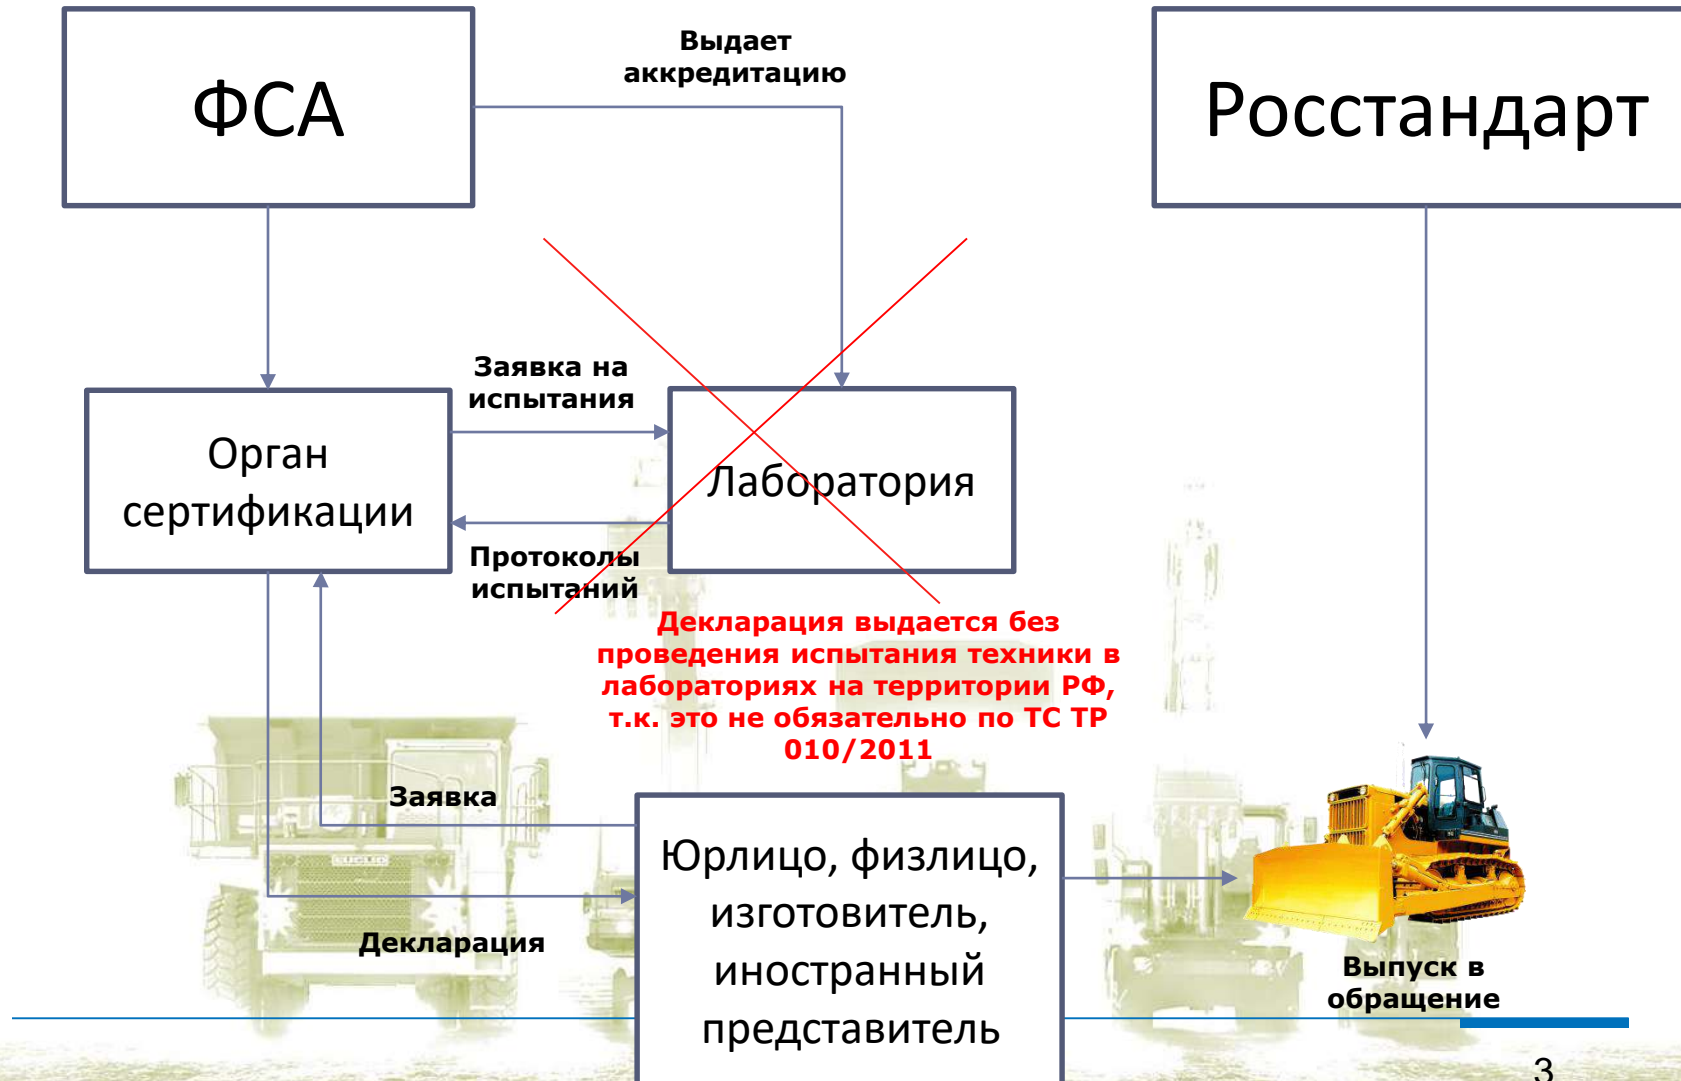 Выдает
аккредитацию
ФСА
Росстандарт
Заявка на
испытания
Орган
сертификации
Лаборатория
Протоколы
испытаний
Декларация выдается без
проведения испытания техники в
лабораториях на территории РФ,
т.к. это не обязательно по ТС ТР
010/2011
Заявка
EUCLID
Декларация
Юрлицо, физлицо,
изготовитель,
иностранный
представитель
Выпуск в
обращение
3